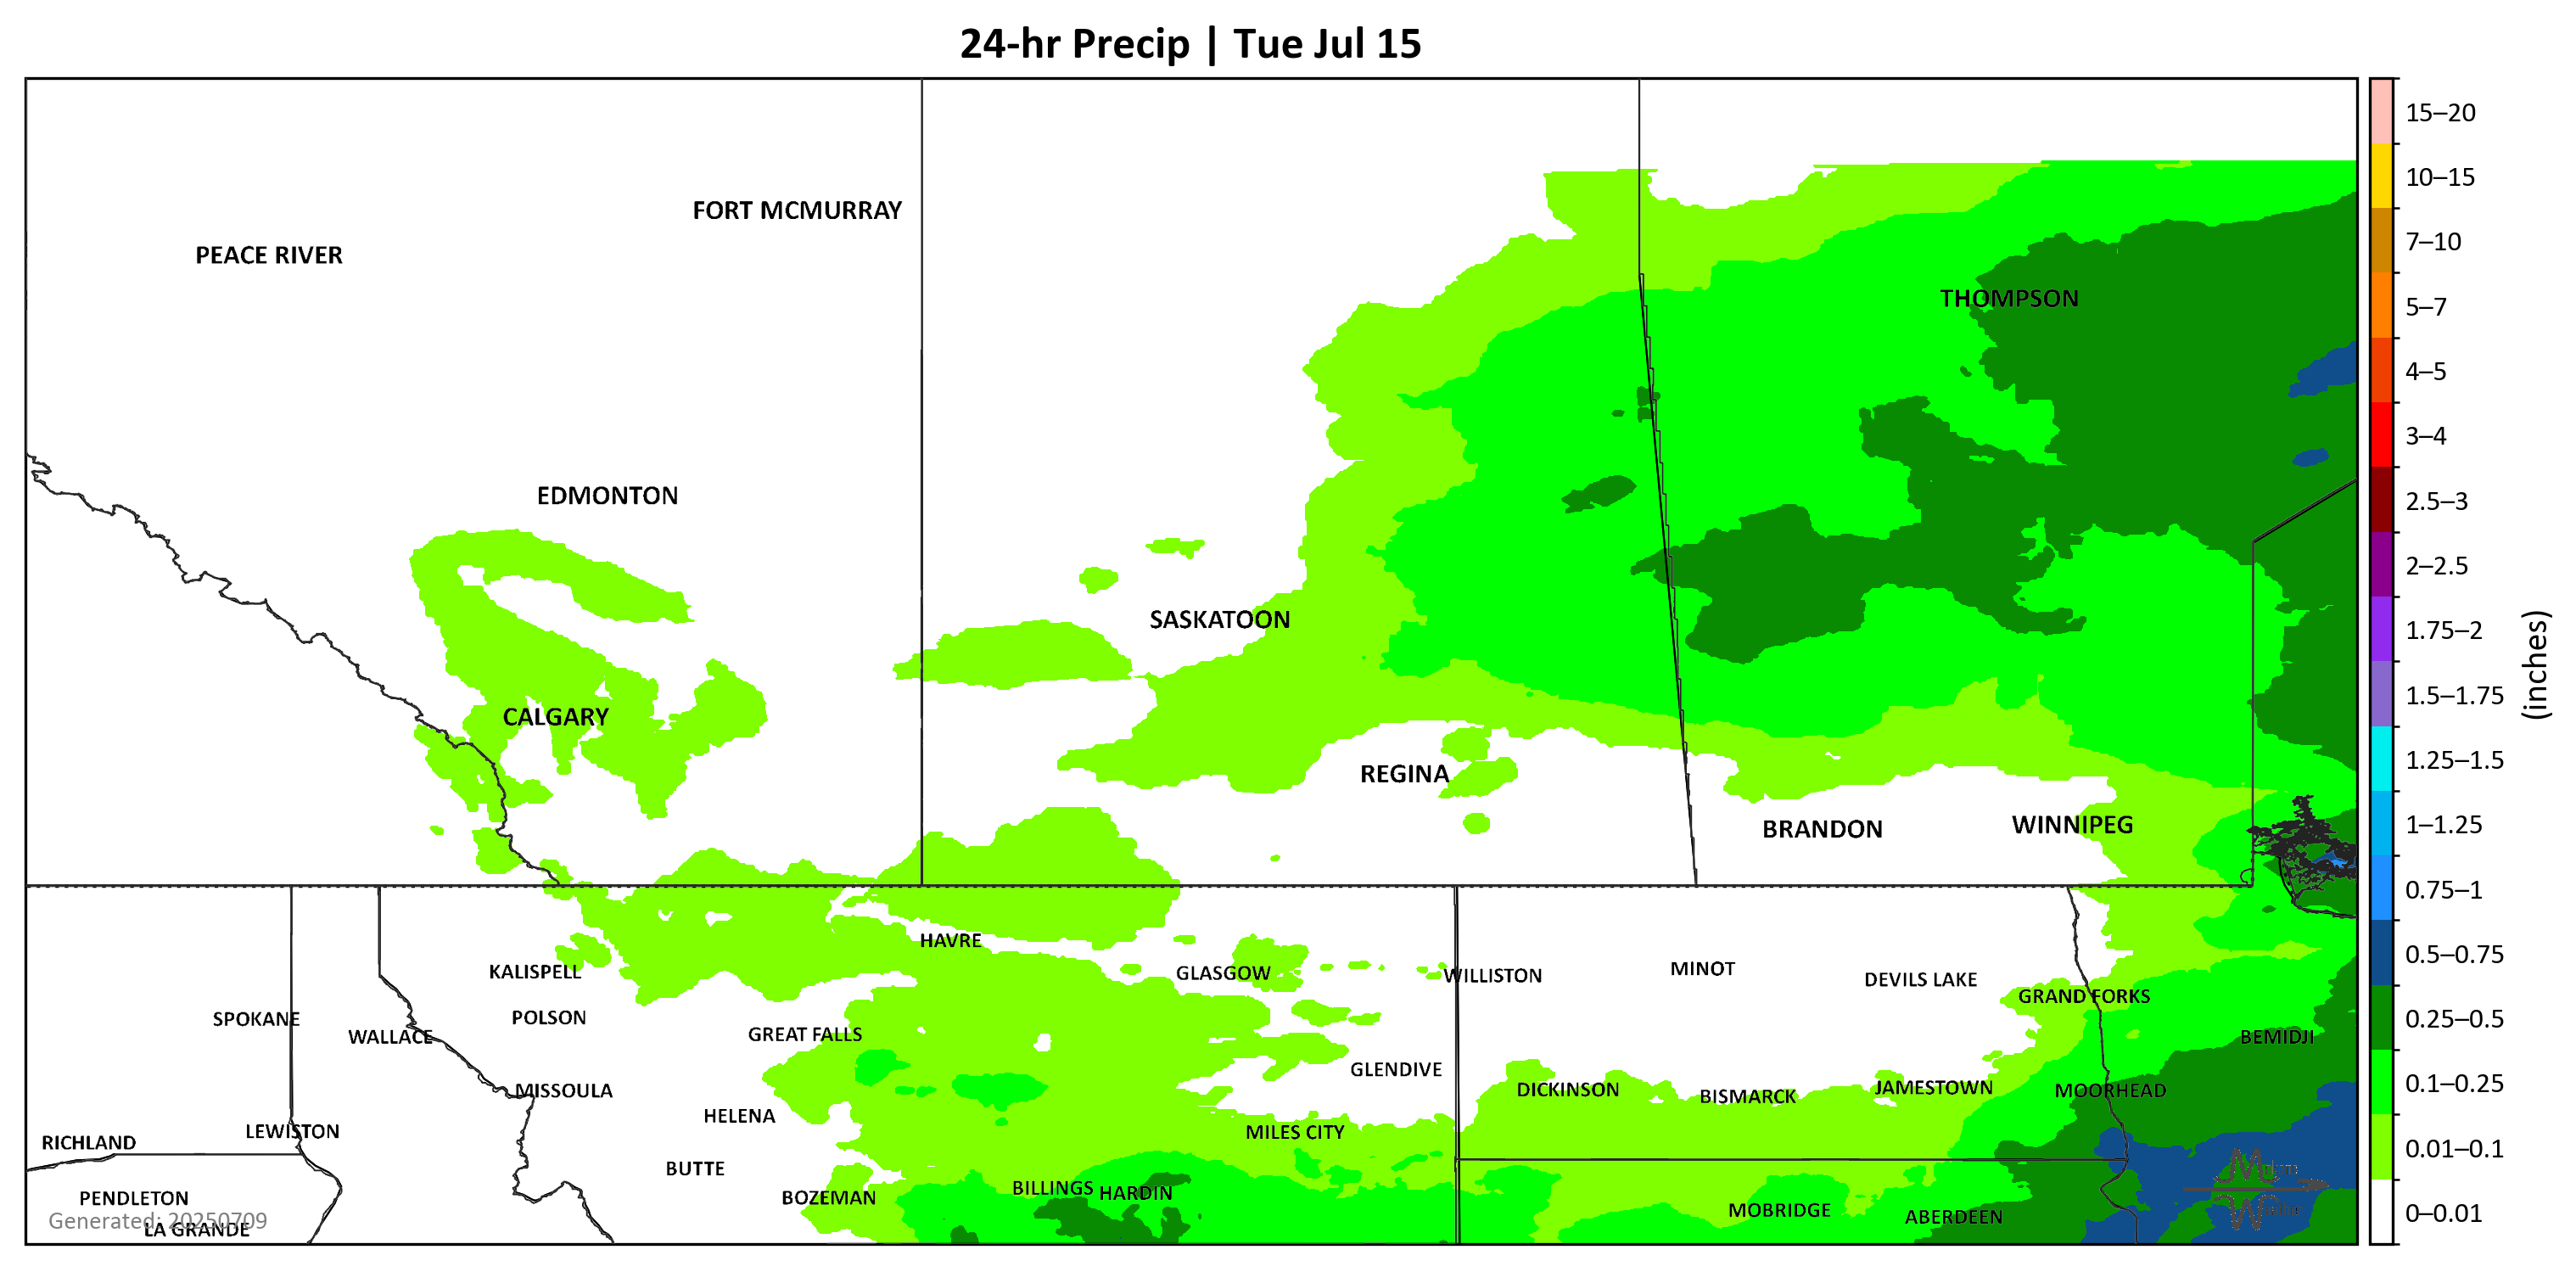 24-hr Precip | Tue Jul 15
15–20
10–15
FORT MCMURRAY
7–10
PEACE RIVER
THOMPSON
5–7
4–5
3–4
EDMONTON
2.5–3
2–2.5
SASKATOON
1.75–2
(inches)
1.5–1.75
CALGARY
1.25–1.5
REGINA
BRANDON
WINNIPEG
1–1.25
0.75–1
HAVRE
0.5–0.75
KALISPELL
GLASGOW
WILLISTON
MINOT
DEVILS LAKE
GRAND FORKS
SPOKANE
POLSON
0.25–0.5
WALLACE
GREAT FALLS
BEMIDJI
GLENDIVE
MISSOULA
DICKINSON
BISMARCK
JAMESTOWN
MOORHEAD
0.1–0.25
HELENA
RICHLAND
LEWISTON
MILES CITY
0.01–0.1
BUTTE
PENDLETON
BOZEMAN
BILLINGS
HARDIN
MOBRIDGE
ABERDEEN
0–0.01
Generated: 20250709
LA GRANDE